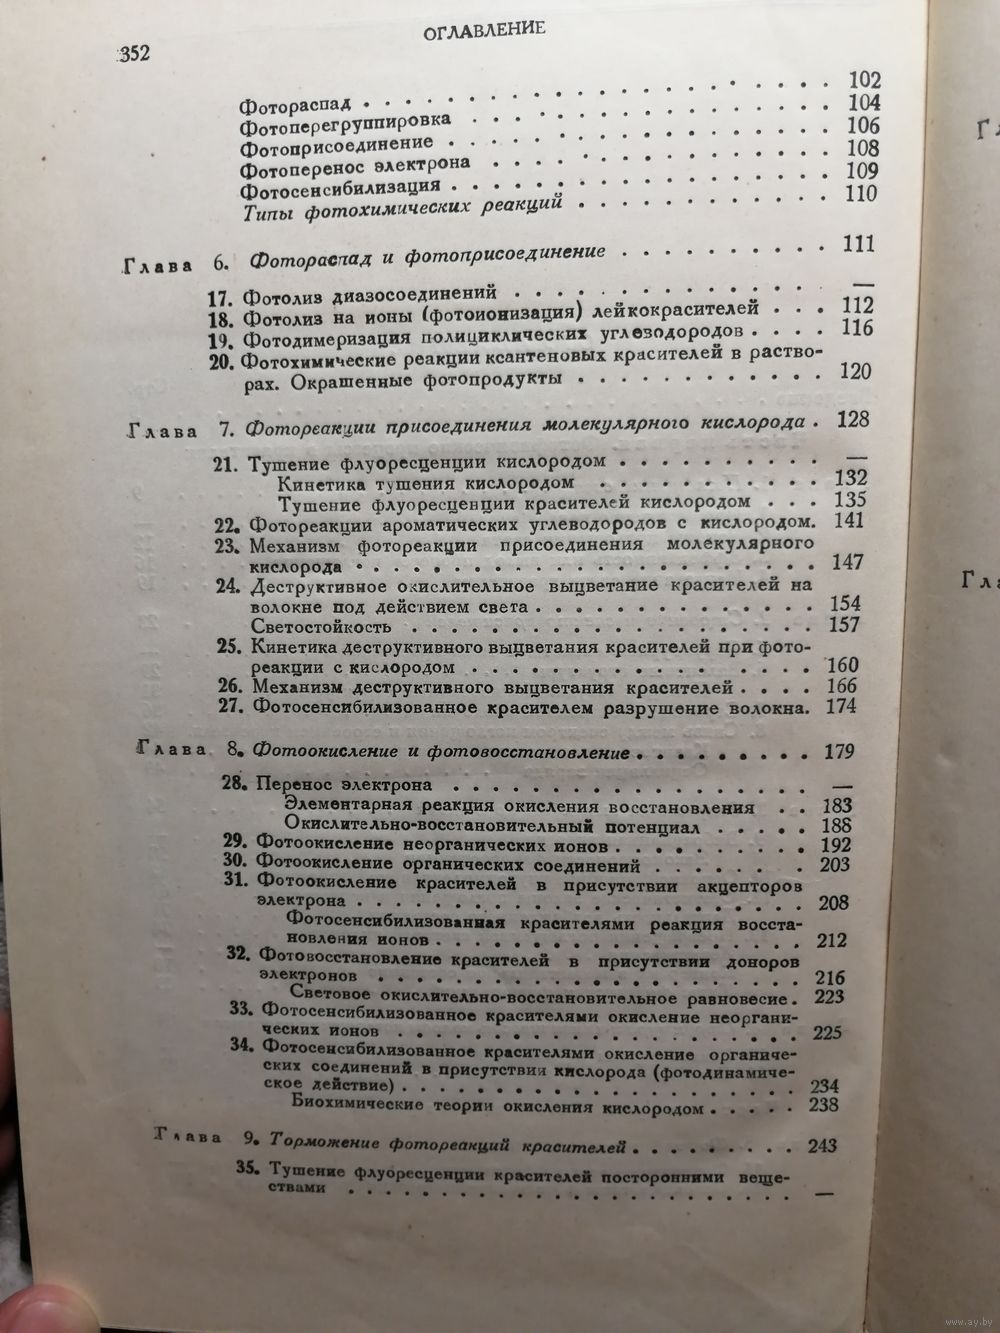 352
ОГЛАВЛЕНИЕ
Фотораспад . . . . . . . . . . . . . . . . . . . . 102
Фотоперегруппировка . . . . . . . . . . . . . . . . 104
Фотоприсоединение . . . . . . . . . . . . . . . . . 106
Фотоперенос электрона . . . . . . . . . . . . . . . 108
Фотосенсибилизация . . . . . . . . . . . . . . . . 109
Типы фотохимических реакций . . . . . . . . . . . 110
Глава 6. Фотораспад и фотоприсоединение . . . . . . . . . 111
17. Фотолиз диазосоединений . . . . . . . . . . . . . —
18. Фотолиз на ионы (фотоионизация) лейкокрасителей . . . 112
19. Фотодимеризация полициклических углеводородов . . . . 116
20. Фотохимические реакции ксантеновых красителей в раство-
рах. Окрашенные фотопродукты . . . . . . . . . . . 120
Глава 7. Фотореакции присоединения молекулярного кислорода . 128
21. Тушение флуоресценции кислородом . . . . . . . . . . —
Кинетика тушения кислородом . . . . . . . . . . 132
Тушение флуоресценции красителей кислородом . . . 135
22. Фотореакции ароматических углеводородов с кислородом. 141
23. Механизм фотореакции присоединения молекулярного
кислорода . . . . . . . . . . . . . . . . . . . . 147
24. Деструктивное окислительное выцветание красителей на
волокне под действием света . . . . . . . . . . . . . 154
Светостойкость . . . . . . . . . . . . . . . . . . 157
25. Кинетика деструктивного выцветания красителей при фото-
реакции с кислородом . . . . . . . . . . . . . . . 160
26. Механизм деструктивного выцветания красителей . . . . 166
27. Фотосенсибилизованное красителем разрушение волокна. 174
Глава 8. Фотоокисление и фотовосстановление . . . . . . . . . 179
28. Перенос электрона . . . . . . . . . . . . . . . . . —
Элементарная реакция окисления восстановления . . 183
Окислительно-восстановительный потенциал . . . . . 188
29. Фотоокисление неорганических ионов . . . . . . . . . 192
30. Фотоокисление органических соединений . . . . . . . . 203
31. Фотоокисление красителей в присутствии акцепторов
электрона . . . . . . . . . . . . . . . . . . . . 208
Фотосенсибилизованная красителями реакция восста-
новления ионов . . . . . . . . . . . . . . . . . 212
32. Фотовосстановление красителей в присутствии доноров
электронов . . . . . . . . . . . . . . . . . . . 216
Световое окислительно-восстановительное равновесие . 223
33. Фотосенсибилизованное красителями окисление неоргани-
ческих ионов . . . . . . . . . . . . . . . . . . 225
34. Фотосенсибилизованное красителями окисление органиче-
ских соединений в присутствии кислорода (фотодинамиче-
ское действие) . . . . . . . . . . . . . . . . . 234
Биохимические теории окисления кислородом . . . . . 238
Глава 9. Торможение фотореакций красителей . . . . . . . . . 243
35. Тушение флуоресценции красителей посторонними веще-
ствами . . . . . . . . . . . . . . . . . . . . . —
www.ay.by